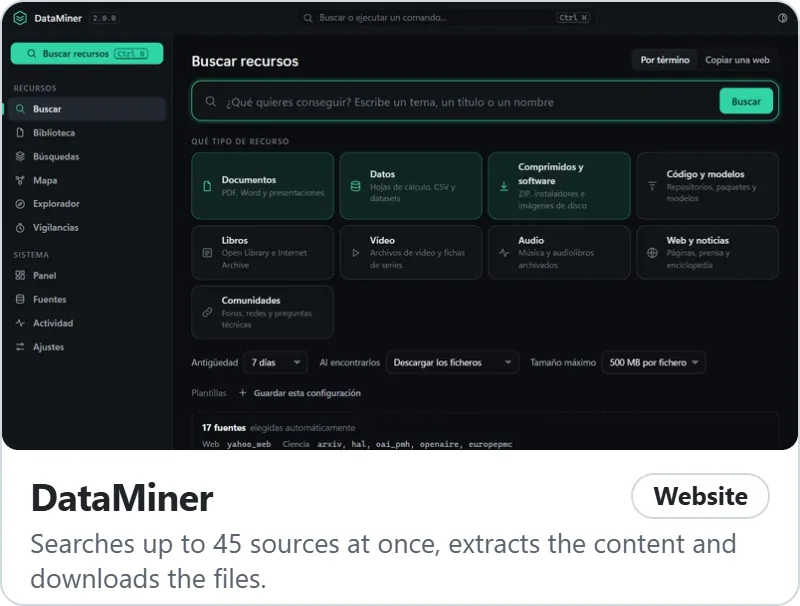 DataMiner 2.0.0
Buscar o ejecutar un comando... Ctrl K
Buscar recursos Ctrl N
RECURSOS
Buscar
Biblioteca
Búsquedas
Mapa
Explorador
Vigilancias
SISTEMA
Panel
Fuentes
Actividad
Ajustes
Buscar recursos
Por término Copiar una web
¿Qué quieres conseguir? Escribe un tema, un título o un nombre Buscar
QUÉ TIPO DE RECURSO
Documentos
PDF, Word y presentaciones
Datos
Hojas de cálculo, CSV y
datasets
Comprimidos y
software
ZIP, instaladores e
imágenes de disco
Código y modelos
Repositorios, paquetes y
modelos
Libros
Open Library e Internet
Archive
Vídeo
Archivos de vídeo y fichas
de series
Audio
Música y audiolibros
archivados
Web y noticias
Páginas, prensa y
enciclopedia
Comunidades
Foros, redes y preguntas
técnicas
Antigüedad 7 días Al encontrarlos Descargar los ficheros Tamaño máximo 500 MB por fichero
Plantillas + Guardar esta configuración
17 fuentes elegidas automáticamente
Web yahoo_web Ciencia arxiv, hal, oai_pmh, openaire, europepmc
DataMiner
Website
Searches up to 45 sources at once, extracts the content and
downloads the files.